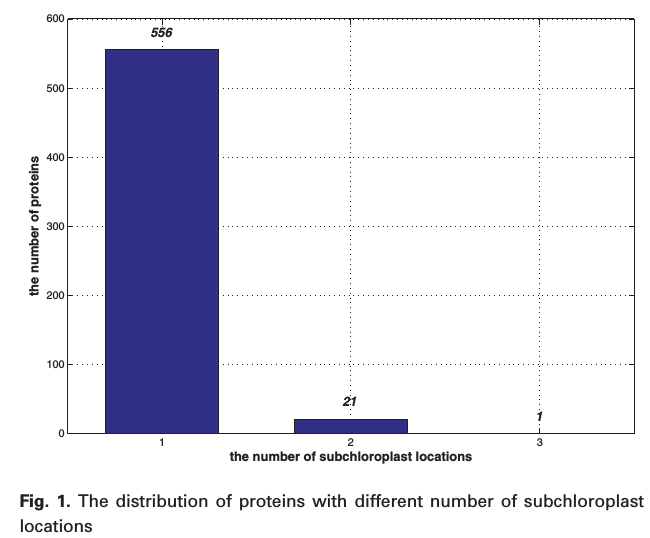 600
500
400
300
200
100
0
the number of proteins
556
21
1
1 2 3
the number of subchloroplast locations
Fig. 1. The distribution of proteins with different number of subchloroplast
locations